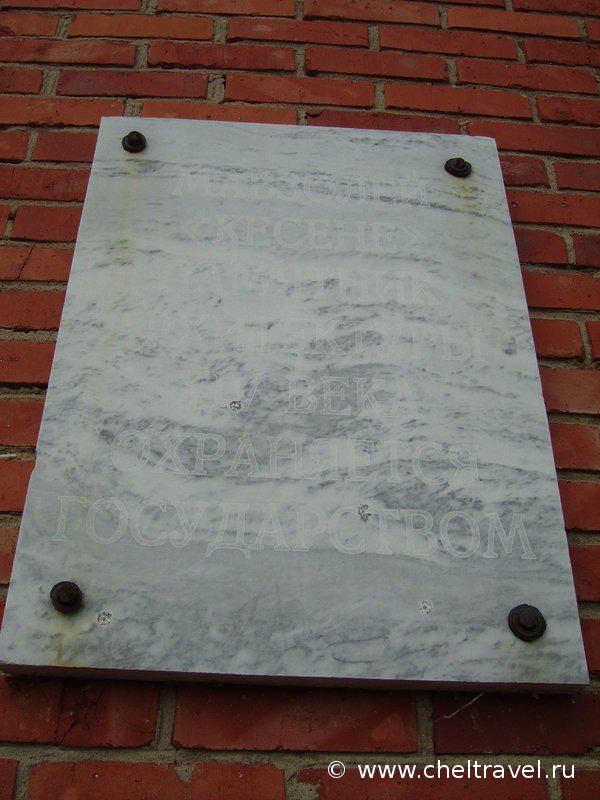 МАВЗОЛЕЙ
«КЕСЕНЕ»
ПАМЯТНИК
АРХИТЕКТУРЫ
XIV ВЕКА
ОХРАНЯЕТСЯ
ГОСУДАРСТВОМ
© www.cheltravel.ru